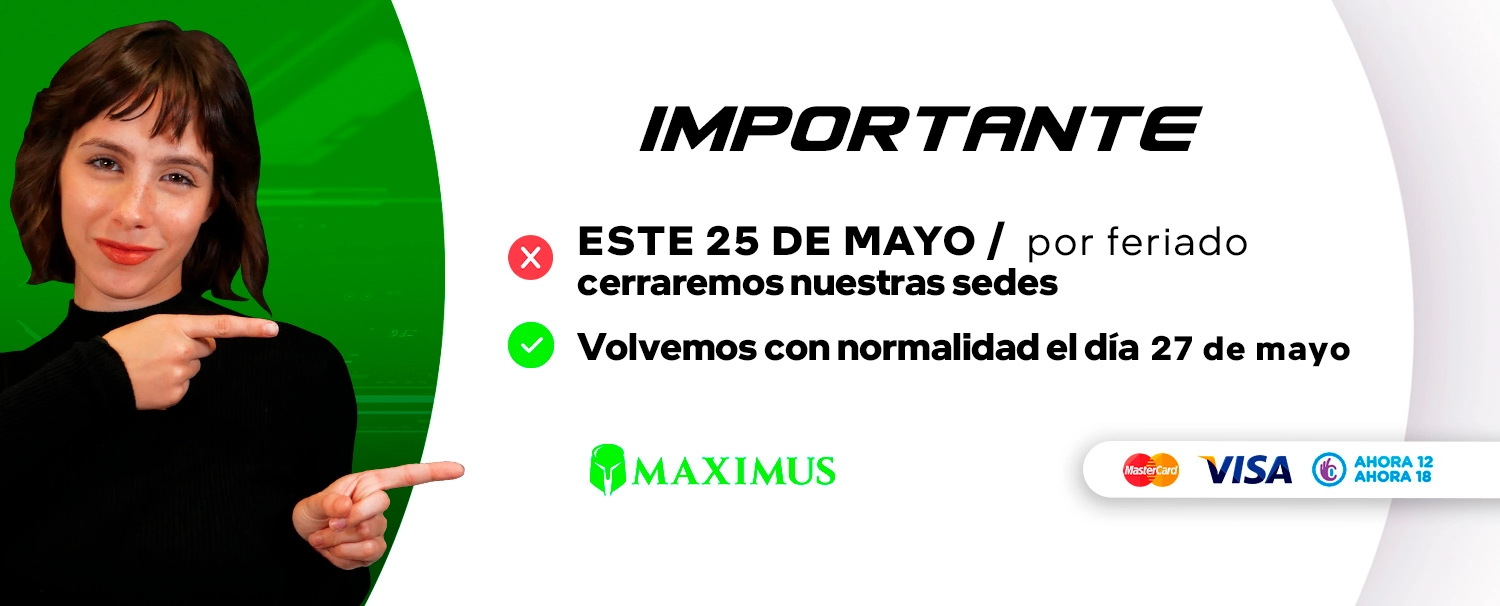 IMPORTANTE
ESTE 25 DE MAYO / por feriado
cerraremos nuestras sedes
Volvemos con normalidad el día 27 de mayo
MAXIMUS
MasterCard VISA AHORA 12
AHORA 18